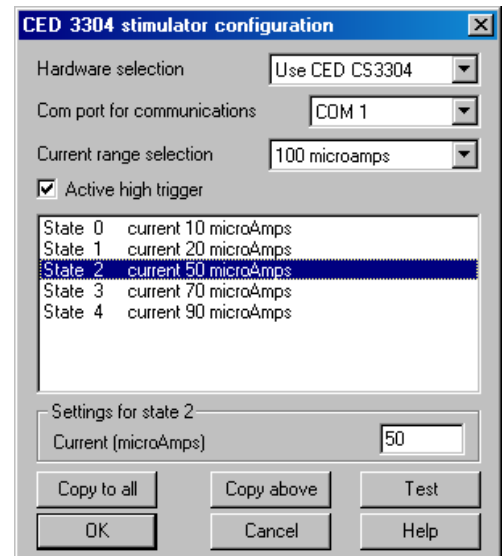 CED 3304 stimulator configuration
Hardware selection Use CED CS3304
Com port for communications COM 1
Current range selection 100 microamps
Active high trigger
State 0 current 10 microAmps
State 1 current 20 microAmps
State 2 current 50 microAmps
State 3 current 70 microAmps
State 4 current 90 microAmps
Settings for state 2
Current (microAmps) 50
Copy to all Copy above Test
OK Cancel Help